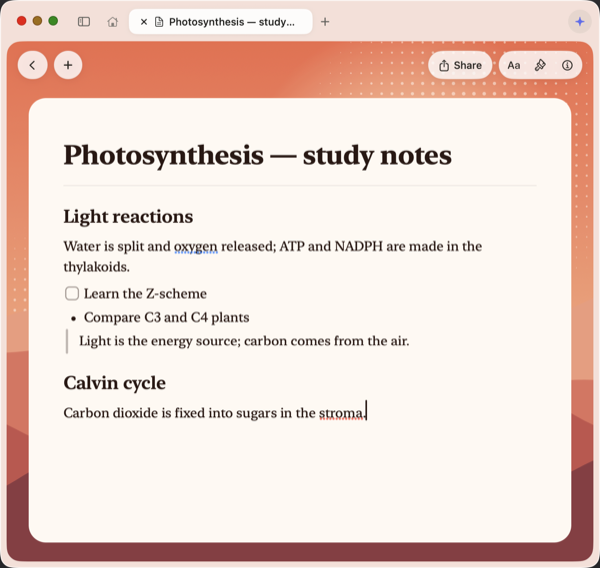 Photosynthesis — study...
Share
Aa
Photosynthesis — study notes
Light reactions
Water is split and oxygen released; ATP and NADPH are made in the
thylakoids.
Learn the Z-scheme
• Compare C3 and C4 plants
Light is the energy source; carbon comes from the air.
Calvin cycle
Carbon dioxide is fixed into sugars in the stroma.